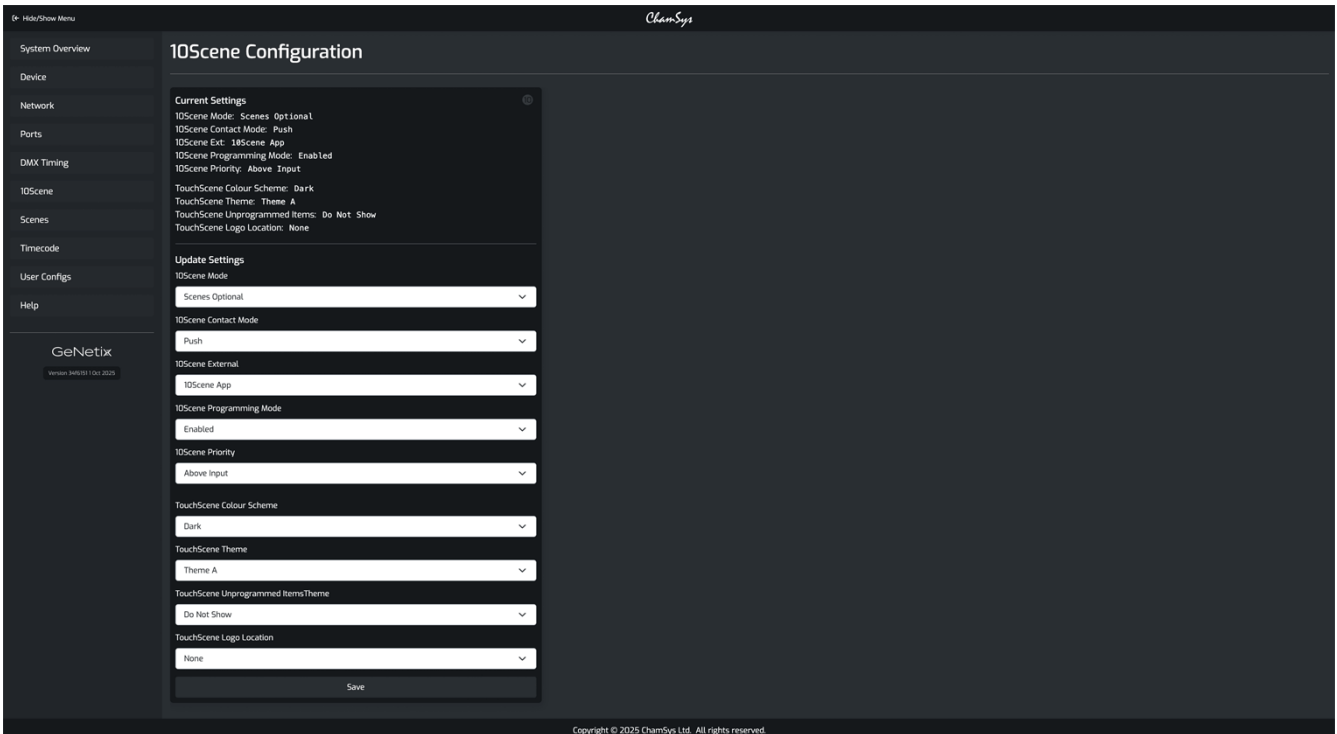 Hide/Show Menu
ChamSys
System Overview
Device
Network
Ports
DMX Timing
10Scene
Scenes
Timecode
User Configs
Help
GeNetix
10Scene Configuration
Current Settings
10Scene Mode: Scenes Optional
10Scene Contact Mode: Push
10Scene Ext: 10Scene App
10Scene Programming Mode: Enabled
10Scene Priority: Above Input
TouchScene Colour Scheme: Dark
TouchScene Theme: Theme A
TouchScene Unprogrammed Items: Do Not Show
TouchScene Logo Location: None
Update Settings
10Scene Mode
Scenes Optional
10Scene Contact Mode
Push
10Scene External
10Scene App
10Scene Programming Mode
Enabled
10Scene Priority
Above Input
TouchScene Colour Scheme
Dark
TouchScene Theme
Theme A
TouchScene Unprogrammed ItemsTheme
Do Not Show
TouchScene Logo Location
None
Save
Copyright © 2025 ChamSys Ltd. All rights reserved.